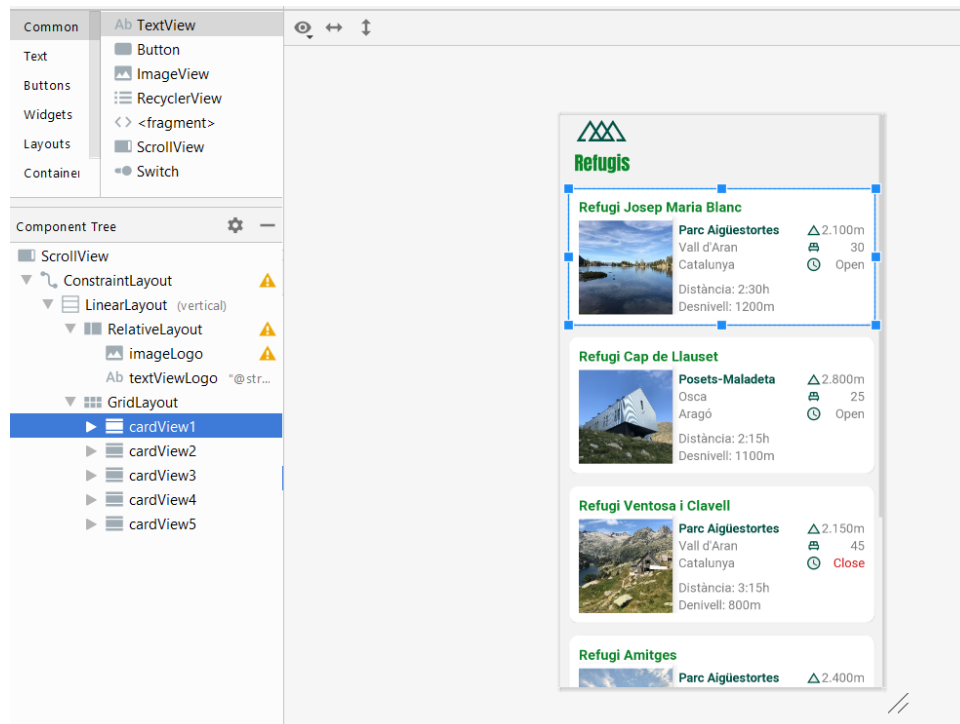 Common
Text
Buttons
Widgets
Layouts
Container
Ab TextView
Button
ImageView
RecyclerView
<> <fragment>
ScrollView
Switch
Component Tree
ScrollView
ConstraintLayout
LinearLayout (vertical)
RelativeLayout
imageLogo
Ab textViewLogo "@str...
GridLayout
cardView1
cardView2
cardView3
cardView4
cardView5
Refugis
Refugi Josep Maria Blanc
Parc Aigüestortes 2.100m
Vall d'Aran 30
Catalunya Open
Distància: 2:30h
Desnivell: 1200m
Refugi Cap de Llauset
Posets-Maladeta 2.800m
Osca 25
Aragó Open
Distància: 2:15h
Desnivell: 1100m
Refugi Ventosa i Clavell
Parc Aigüestortes 2.150m
Vall d'Aran 45
Catalunya Close
Distància: 3:15h
Denivell: 800m
Refugi Amitges
Parc Aigüestortes 2.400m